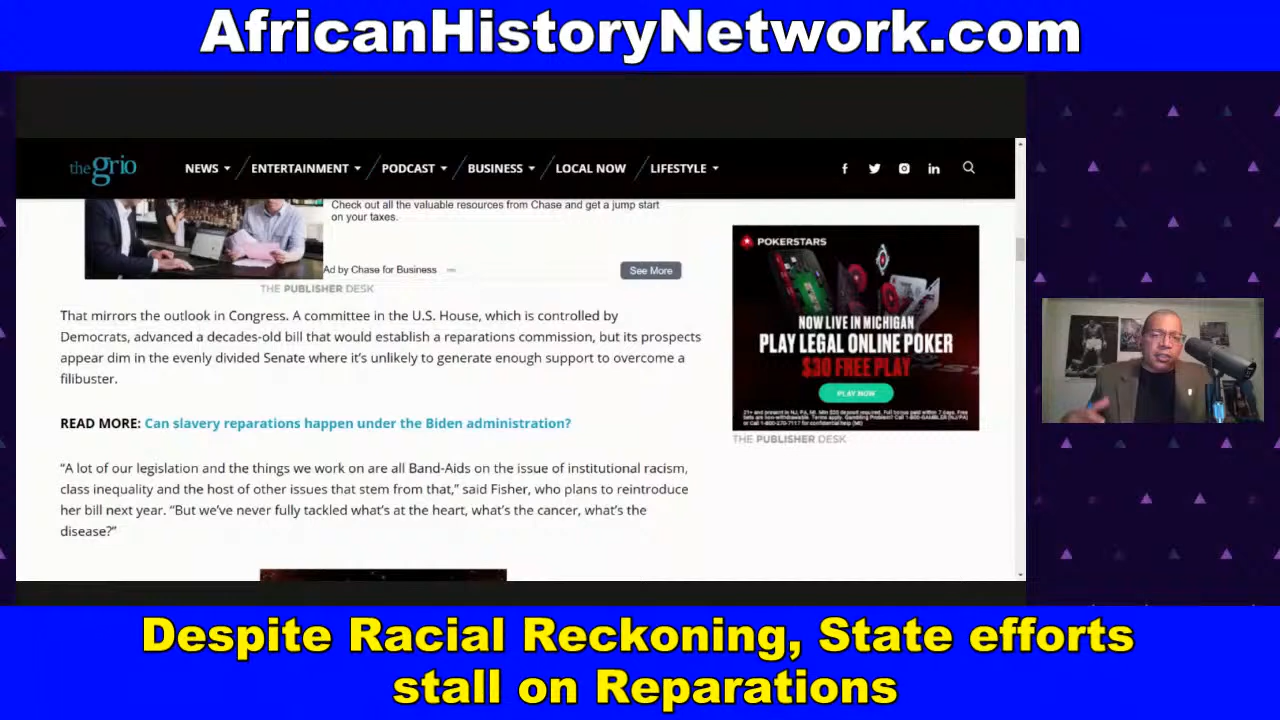 AfricanHistoryNetwork.com
the grio
NEWS ENTERTAINMENT PODCAST BUSINESS LOCAL NOW LIFESTYLE
Check out all the valuable resources from Chase and get a jump start
on your taxes.
Ad by Chase for Business
See More
THE PUBLISHER DESK
That mirrors the outlook in Congress. A committee in the U.S. House, which is controlled by
Democrats, advanced a decades-old bill that would establish a reparations commission, but its prospects
appear dim in the evenly divided Senate where it's unlikely to generate enough support to overcome a
filibuster.
READ MORE: Can slavery reparations happen under the Biden administration?
“A lot of our legislation and the things we work on are all Band-Aids on the issue of institutional racism,
class inequality and the host of other issues that stem from that,” said Fisher, who plans to reintroduce
her bill next year. “But we've never fully tackled what's at the heart, what's the cancer, what's the
disease?”
POKERSTARS
NOW LIVE IN MICHIGAN
PLAY LEGAL ONLINE POKER
$30 FREE PLAY
PLAY NOW
THE PUBLISHER DESK
Despite Racial Reckoning, State efforts
stall on Reparations